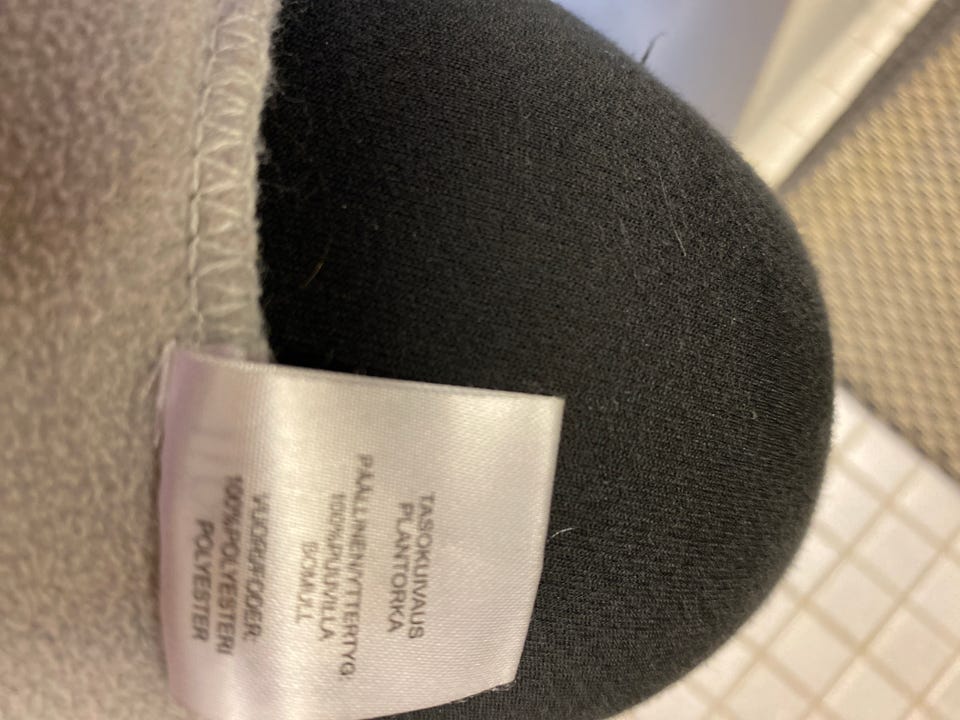 TASOKUIVAUS
PLANTORKA
PÄÄLLINEN/YTTERTYG:
100%PUUVILLA
BOMULL
VUORI/FODER:
100%POLYESTERI
POLYESTER